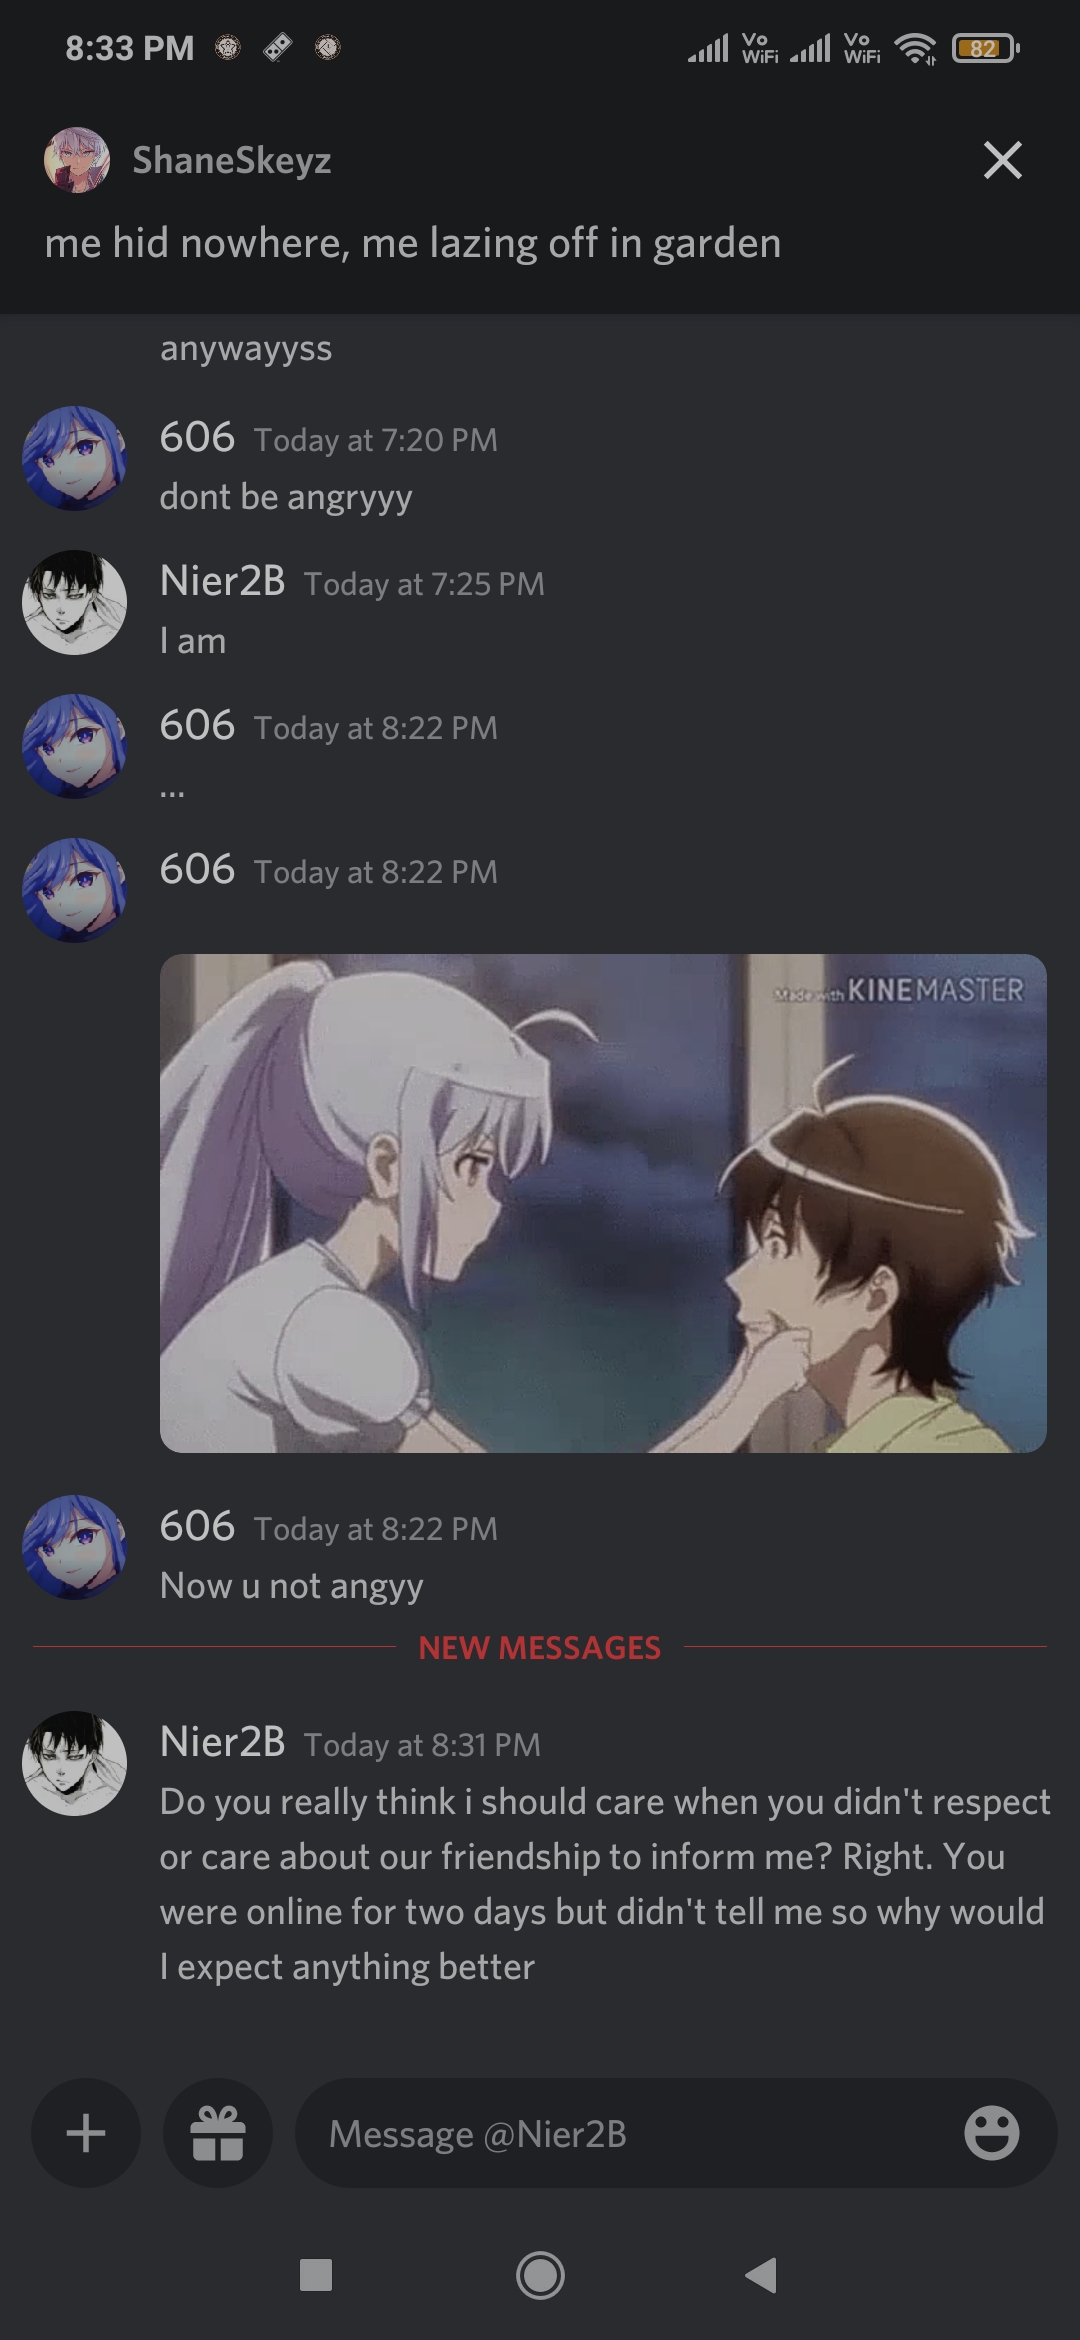 8:33 PM
Vo
WiFi
Vo
WiFi
82
ShaneSkeyz
me hid nowhere, me lazing off in garden
anywayyss
606 Today at 7:20 PM
dont be angryyy
Nier2B Today at 7:25 PM
I am
606 Today at 8:22 PM
...
606 Today at 8:22 PM
Made with KINEMASTER
606 Today at 8:22 PM
Now u not angyy
NEW MESSAGES
Nier2B Today at 8:31 PM
Do you really think i should care when you didn't respect
or care about our friendship to inform me? Right. You
were online for two days but didn't tell me so why would
I expect anything better
Message @Nier2B